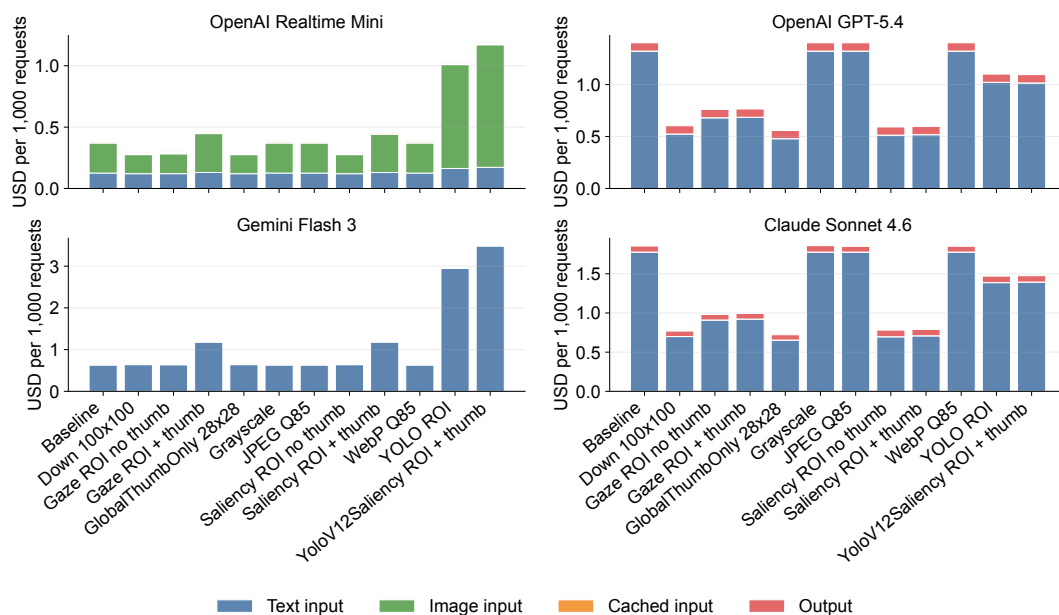 OpenAI Realtime Mini
USD per 1,000 requests
1.0
0.5
0.0
OpenAI GPT-5.4
USD per 1,000 requests
1.0
0.5
0.0
Gemini Flash 3
USD per 1,000 requests
3
2
1
0
Baseline
Down 100x100
Gaze ROI no thumb
Gaze ROI + thumb
GlobalThumbOnly 28x28
Grayscale
JPEG Q85
Saliency ROI no thumb
Saliency ROI + thumb
WebP Q85
YOLO ROI
YoloV12Saliency ROI + thumb
Claude Sonnet 4.6
USD per 1,000 requests
1.5
1.0
0.5
0.0
Baseline
Down 100x100
Gaze ROI no thumb
Gaze ROI + thumb
GlobalThumbOnly 28x28
Grayscale
JPEG Q85
Saliency ROI no thumb
Saliency ROI + thumb
WebP Q85
YOLO ROI
YoloV12Saliency ROI + thumb
Text input
Image input
Cached input
Output